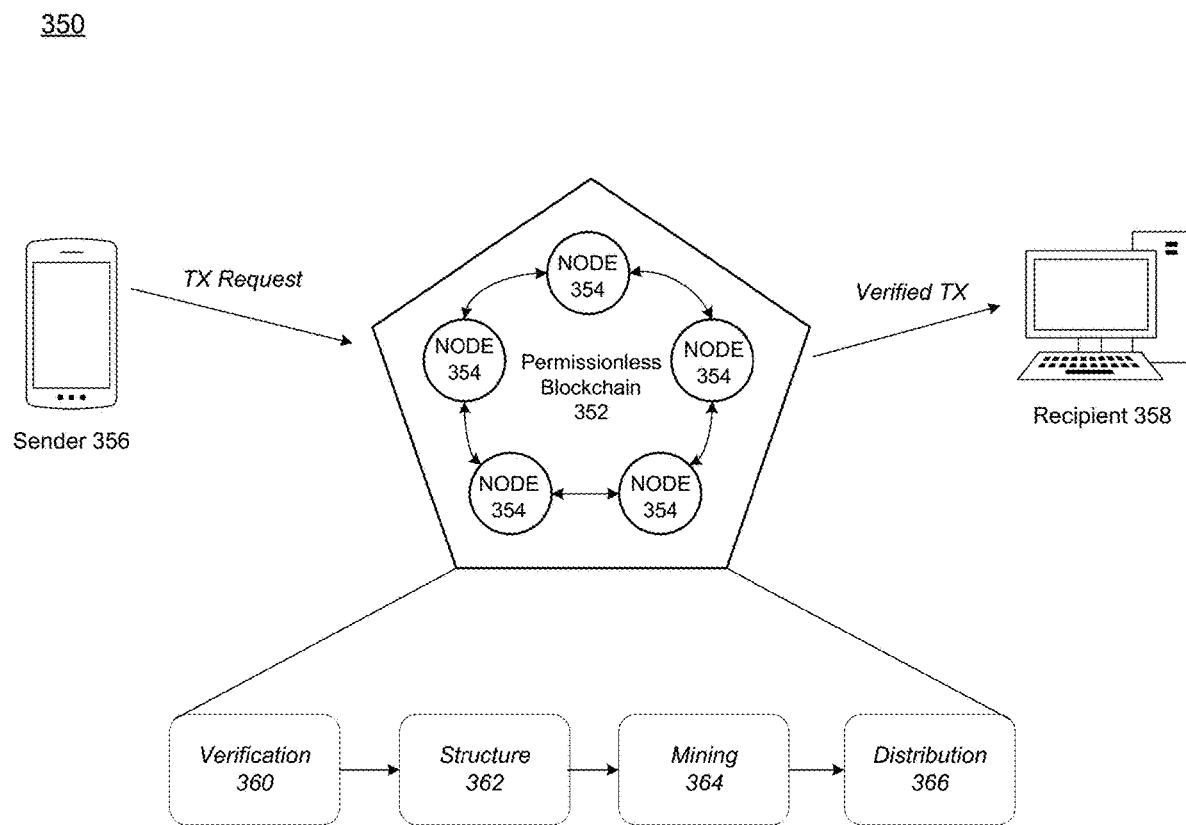 350
TX Request
Verified TX
NODE
354
NODE
354
NODE
354
Permissionless
Blockchain
352
NODE
354
NODE
354
Sender 356
Recipient 358
Verification
360
Structure
362
Mining
364
Distribution
366